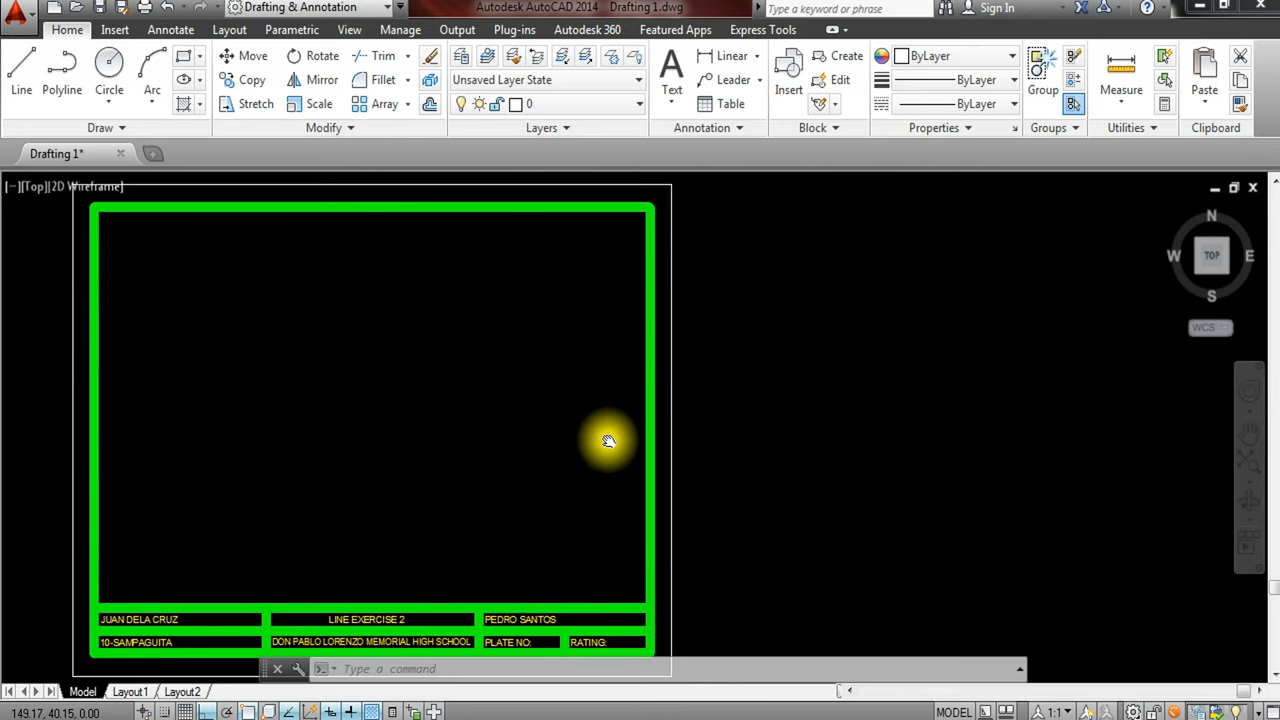 Drafting & Annotation
Autodesk AutoCAD 2014 Drafting 1.dwg
Type a keyword or phrase
Sign In
Home Insert Annotate Layout Parametric View Manage Output Plug-ins Autodesk 360 Featured Apps Express Tools
Line
Polyline
Circle
Arc
Draw
Move Rotate Trim
Copy Mirror Fillet
Stretch Scale Array
Modify
Unsaved Layer State
0
Layers
Text
Linear
Leader
Table
Annotation
Insert
Create
Edit
Block
ByLayer
ByLayer
ByLayer
Properties
Group
Groups
Measure
Utilities
Paste
Clipboard
Drafting 1*
[−][Top][2D Wireframe]
N
W TOP E
S
WCS
JUAN DELA CRUZ LINE EXERCISE 2 PEDRO SANTOS
10-SAMPAGUITA DON PABLO LORENZO MEMORIAL HIGH SCHOOL PLATE NO: RATING:
Type a command
Model Layout1 Layout2
149.17, 40.15, 0.00
MODEL
1:1